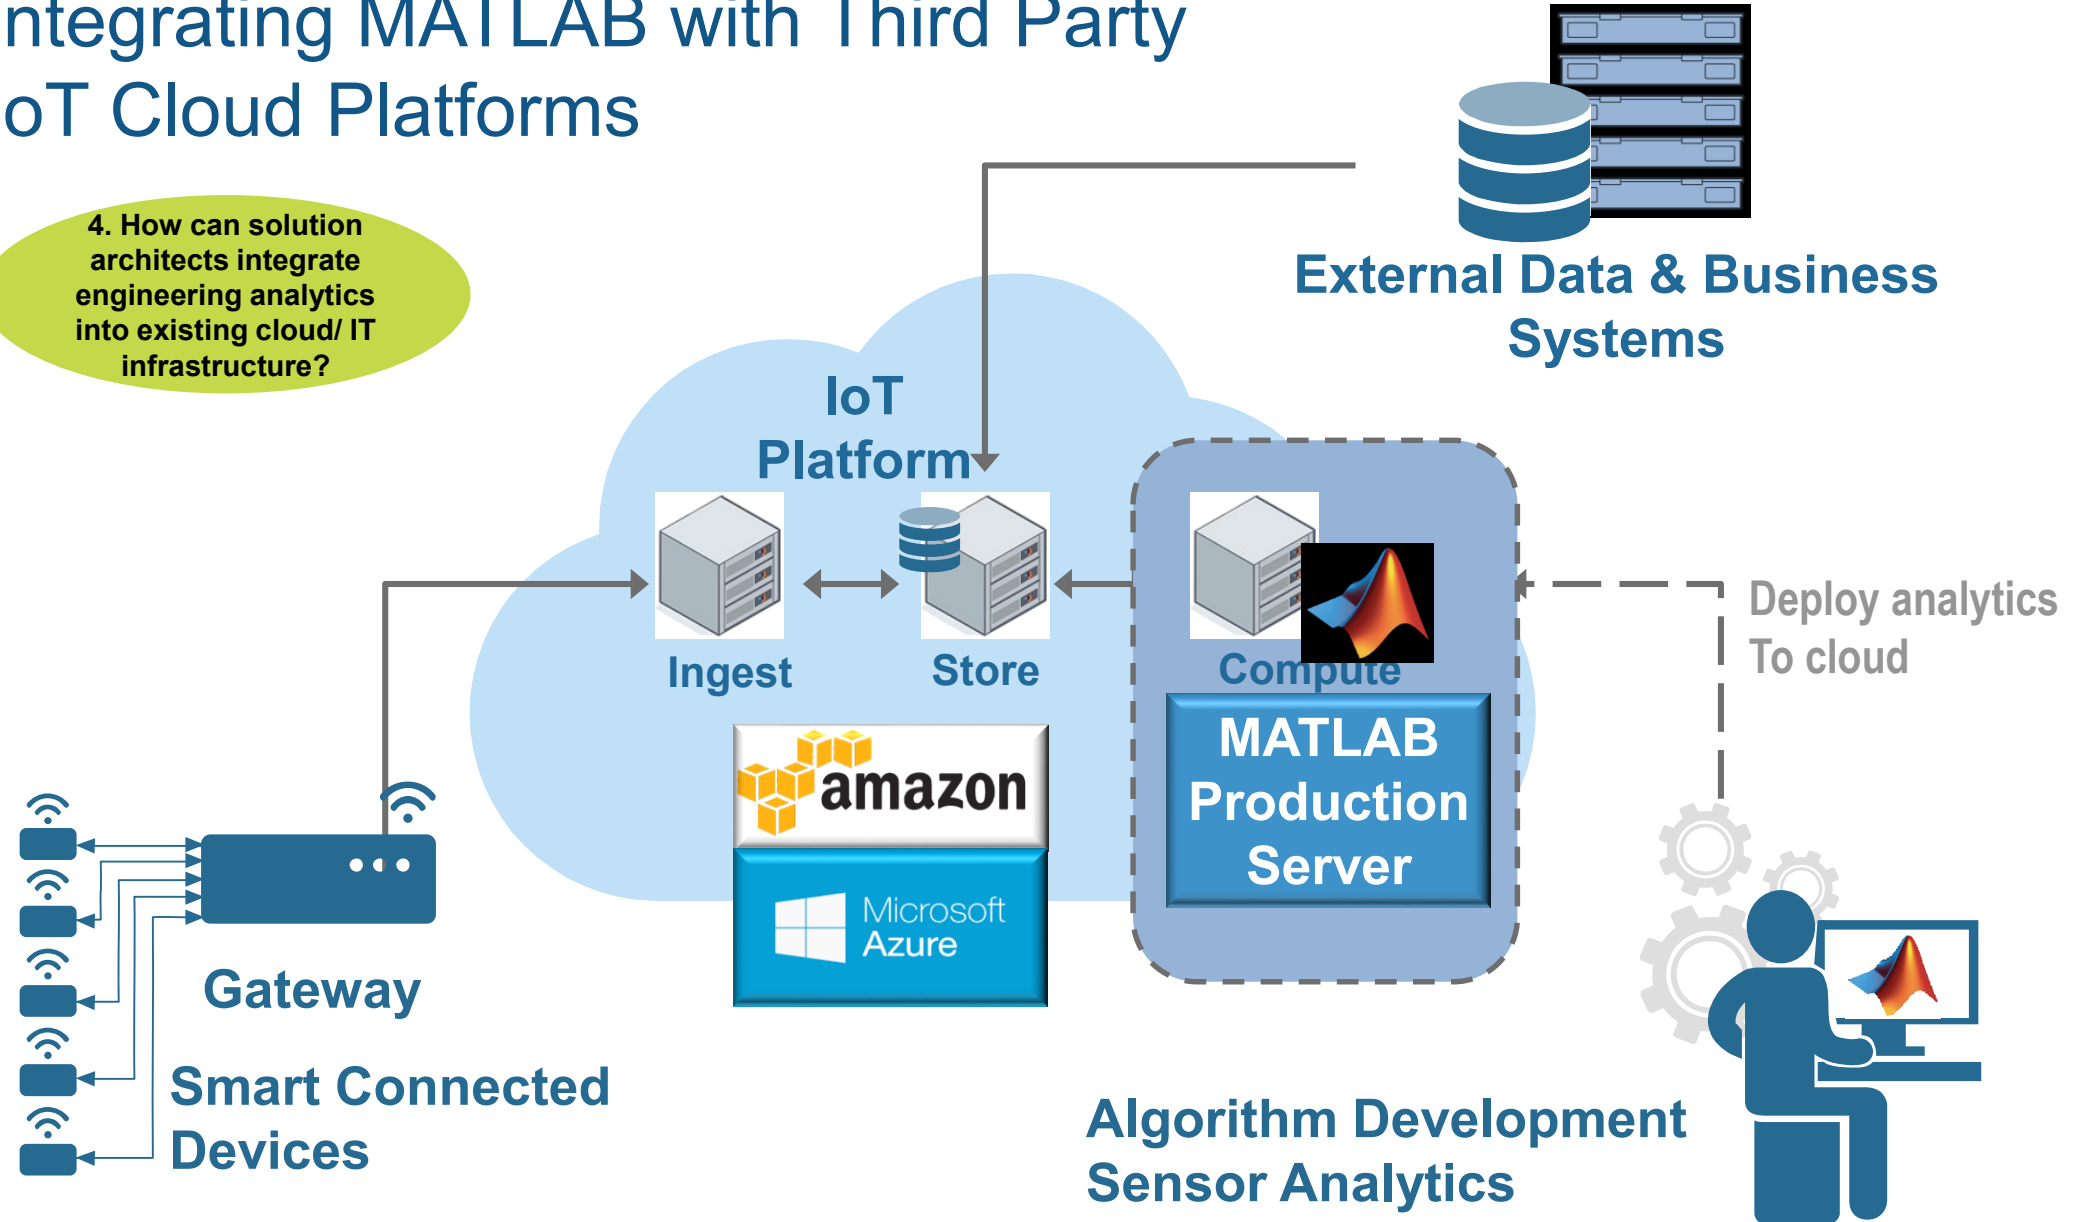 ntegrating MATLAB with Third Party
oT Cloud Platforms
4. How can solution
architects integrate
engineering analytics
into existing cloud/ IT
infrastructure?
External Data & Business
Systems
IoT
Platform
Ingest
Store
Compute
Deploy analytics
To cloud
amazon
Microsoft
Azure
MATLAB
Production
Server
Gateway
Smart Connected
Devices
Algorithm Development
Sensor Analytics